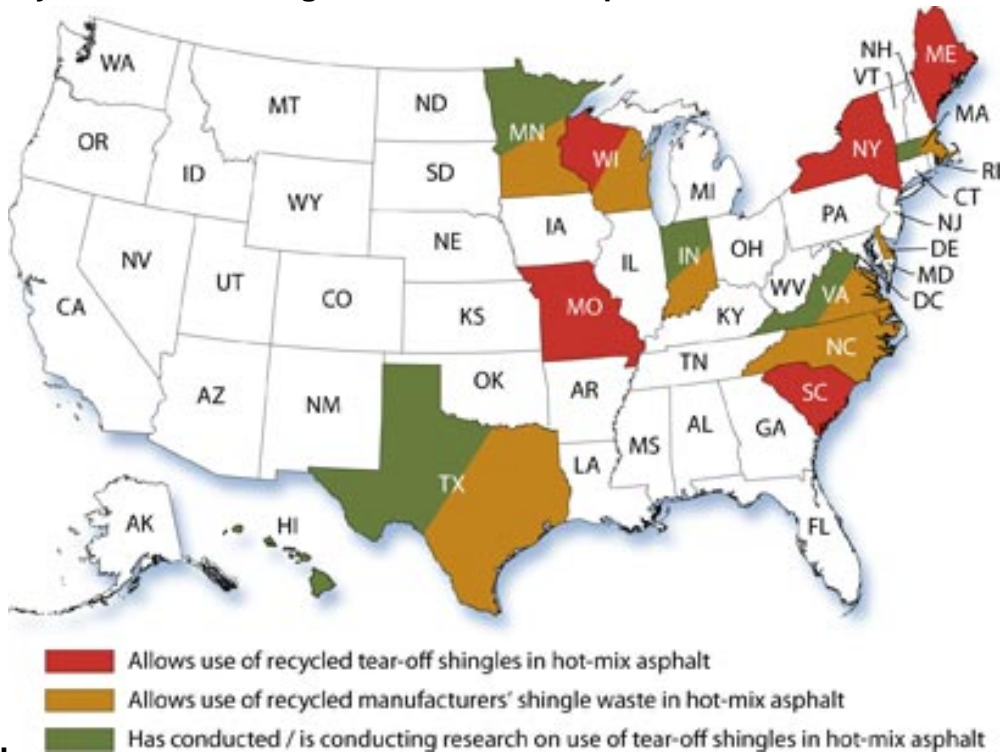 WA
MT
ND
MN
OR
ID
SD
WI
MI
NH
VT
ME
NY
MA
RI
CT
NJ
DE
MD
DC
WY
NE
IA
IL
IN
OH
PA
WV
VA
NV
UT
CO
KS
MO
KY
CA
AZ
NM
OK
AR
TN
NC
SC
TX
LA
MS
AL
GA
FL
AK
HI
Allows use of recycled tear-off shingles in hot-mix asphalt
Allows use of recycled manufacturers' shingle waste in hot-mix asphalt
Has conducted / is conducting research on use of tear-off shingles in hot-mix asphalt